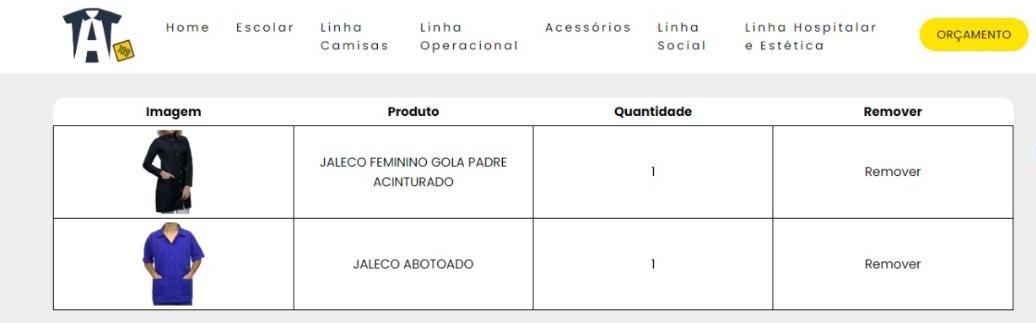 Home
Escolar
Linha
Camisas
Linha
Operacional
Acessórios
Linha
Social
Linha Hospitalar
e Estética
ORÇAMENTO
Imagem
Produto
Quantidade
Remover
JALECO FEMININO GOLA PADRE
ACINTURADO
1
Remover
JALECO ABOTOADO
1
Remover